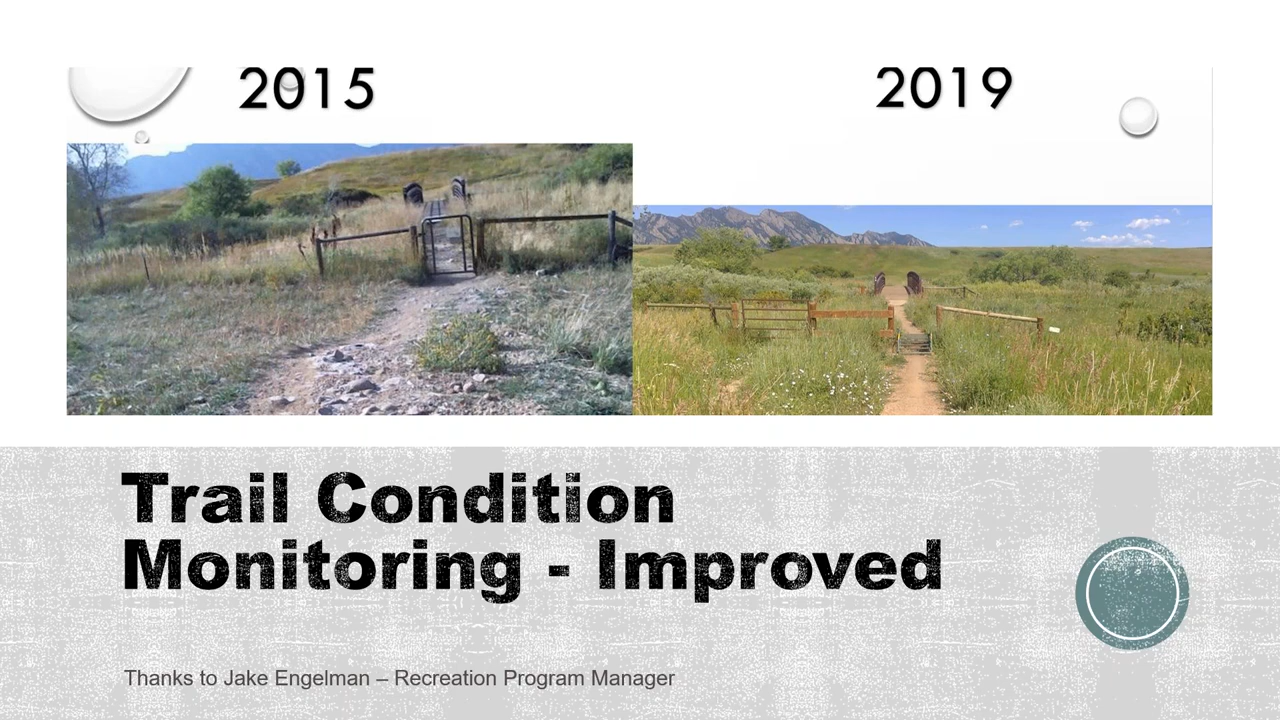 2015
2019
Trail Condition
Monitoring - Improved
Thanks to Jake Engelman – Recreation Program Manager